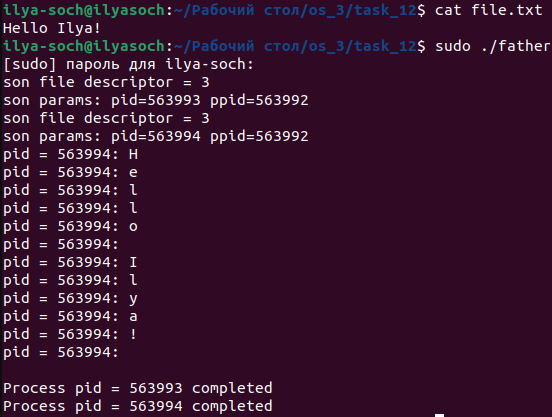 ilya-soch@ilyasoch:~/Рабочий стол/os_3/task_12$ cat file.txt
Hello Ilya!
ilya-soch@ilyasoch:~/Рабочий стол/os_3/task_12$ sudo ./father
[sudo] пароль для ilya-soch:
son file descriptor = 3
son params: pid=563993 ppid=563992
son file descriptor = 3
son params: pid=563994 ppid=563992
pid = 563994: H
pid = 563994: e
pid = 563994: l
pid = 563994: l
pid = 563994: o
pid = 563994:
pid = 563994: I
pid = 563994: l
pid = 563994: y
pid = 563994: a
pid = 563994: !
pid = 563994:
Process pid = 563993 completed
Process pid = 563994 completed